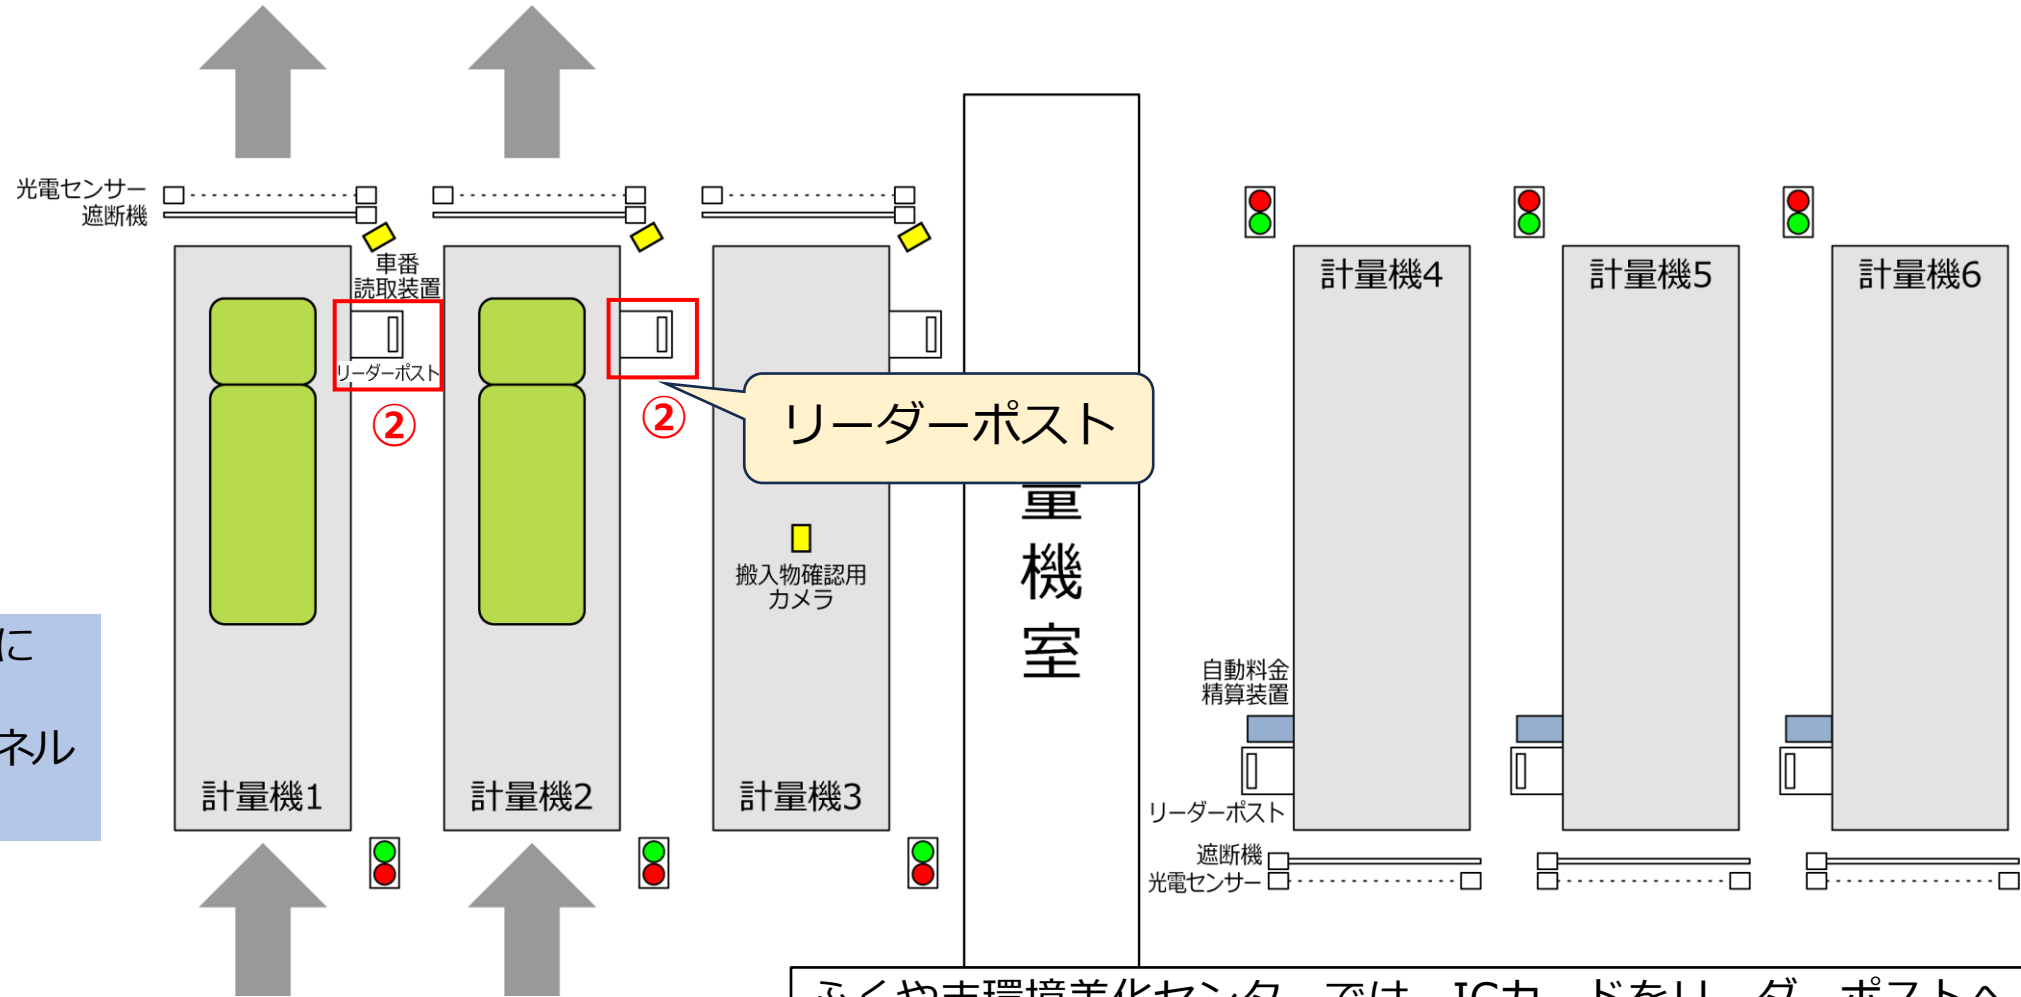 光電センサー
遮断機
車番
読取装置
リーダーポスト
②
②
リーダーポスト
量
機
室
搬入物確認用
カメラ
計量機1
計量機2
計量機3
計量機4
計量機5
計量機6
自動料金
精算装置
リーダーポスト
遮断機
光電センサー
に
ネル